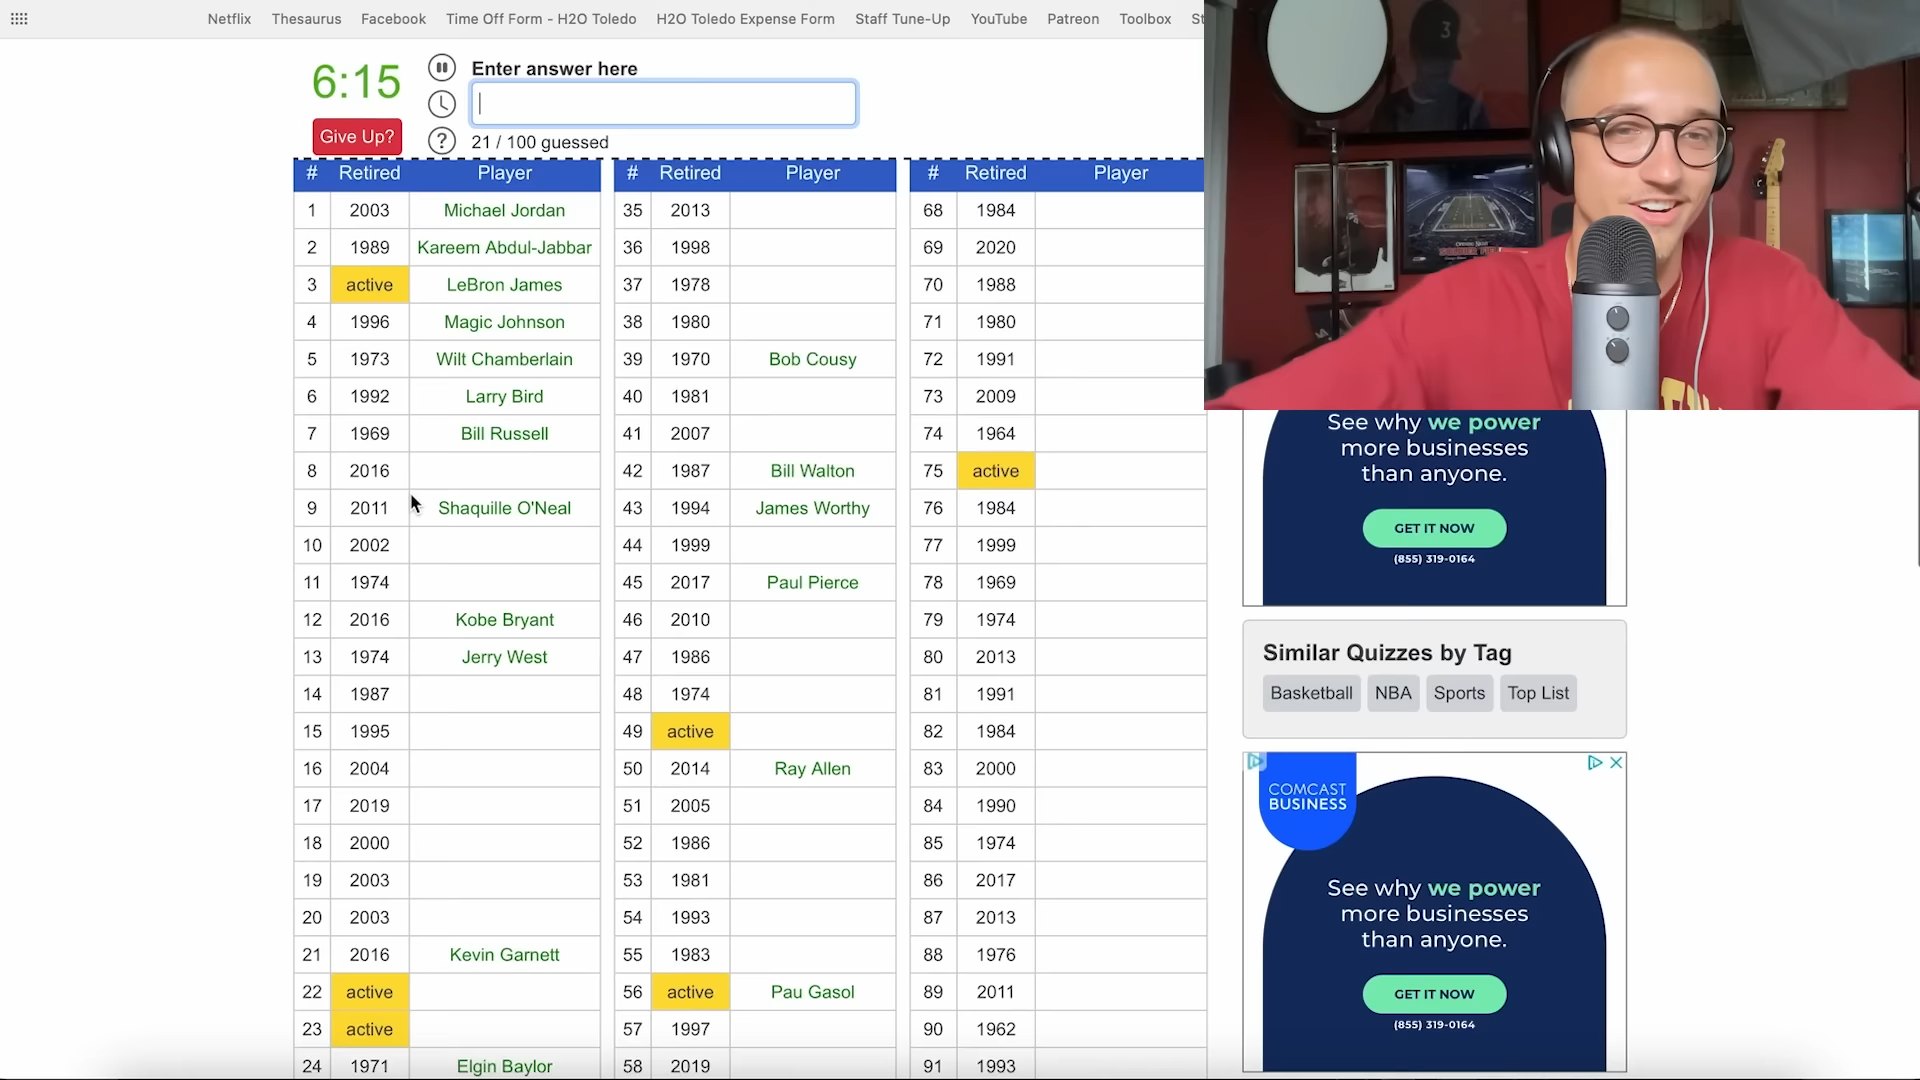 Netflix Thesaurus Facebook Time Off Form - H2O Toledo H2O Toledo Expense Form Staff Tune-Up YouTube Patreon Toolbox St
6:15
Enter answer here
Give Up?
21 / 100 guessed
# Retired Player # Retired Player # Retired Player
1 2003 Michael Jordan 35 2013 68 1984
2 1989 Kareem Abdul-Jabbar 36 1998 69 2020
3 active LeBron James 37 1978 70 1988
4 1996 Magic Johnson 38 1980 71 1980
5 1973 Wilt Chamberlain 39 1970 Bob Cousy 72 1991
6 1992 Larry Bird 40 1981 73 2009
7 1969 Bill Russell 41 2007 74 1964
8 2016 42 1987 Bill Walton 75 active
9 2011 Shaquille O'Neal 43 1994 James Worthy 76 1984
10 2002 44 1999 77 1999
11 1974 45 2017 Paul Pierce 78 1969
12 2016 Kobe Bryant 46 2010 79 1974
13 1974 Jerry West 47 1986 80 2013
14 1987 48 1974 81 1991
15 1995 49 active 82 1984
16 2004 50 2014 Ray Allen 83 2000
17 2019 51 2005 84 1990
18 2000 52 1986 85 1974
19 2003 53 1981 86 2017
20 2003 54 1993 87 2013
21 2016 Kevin Garnett 55 1983 88 1976
22 active 56 active Pau Gasol 89 2011
23 active 57 1997 90 1962
24 1971 Elgin Baylor 58 2019 91 1993
3
See why we power
more businesses
than anyone.
GET IT NOW
(855) 319-0164
Similar Quizzes by Tag
Basketball NBA Sports Top List
COMCAST
BUSINESS
See why we power
more businesses
than anyone.
GET IT NOW
(855) 319-0164